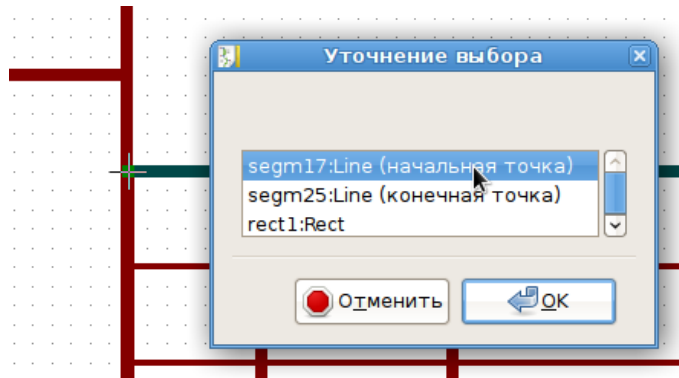 Уточнение выбора
segm17:Line (начальная точка)
segm25:Line (конечная точка)
rect1:Rect
Отменить
OK